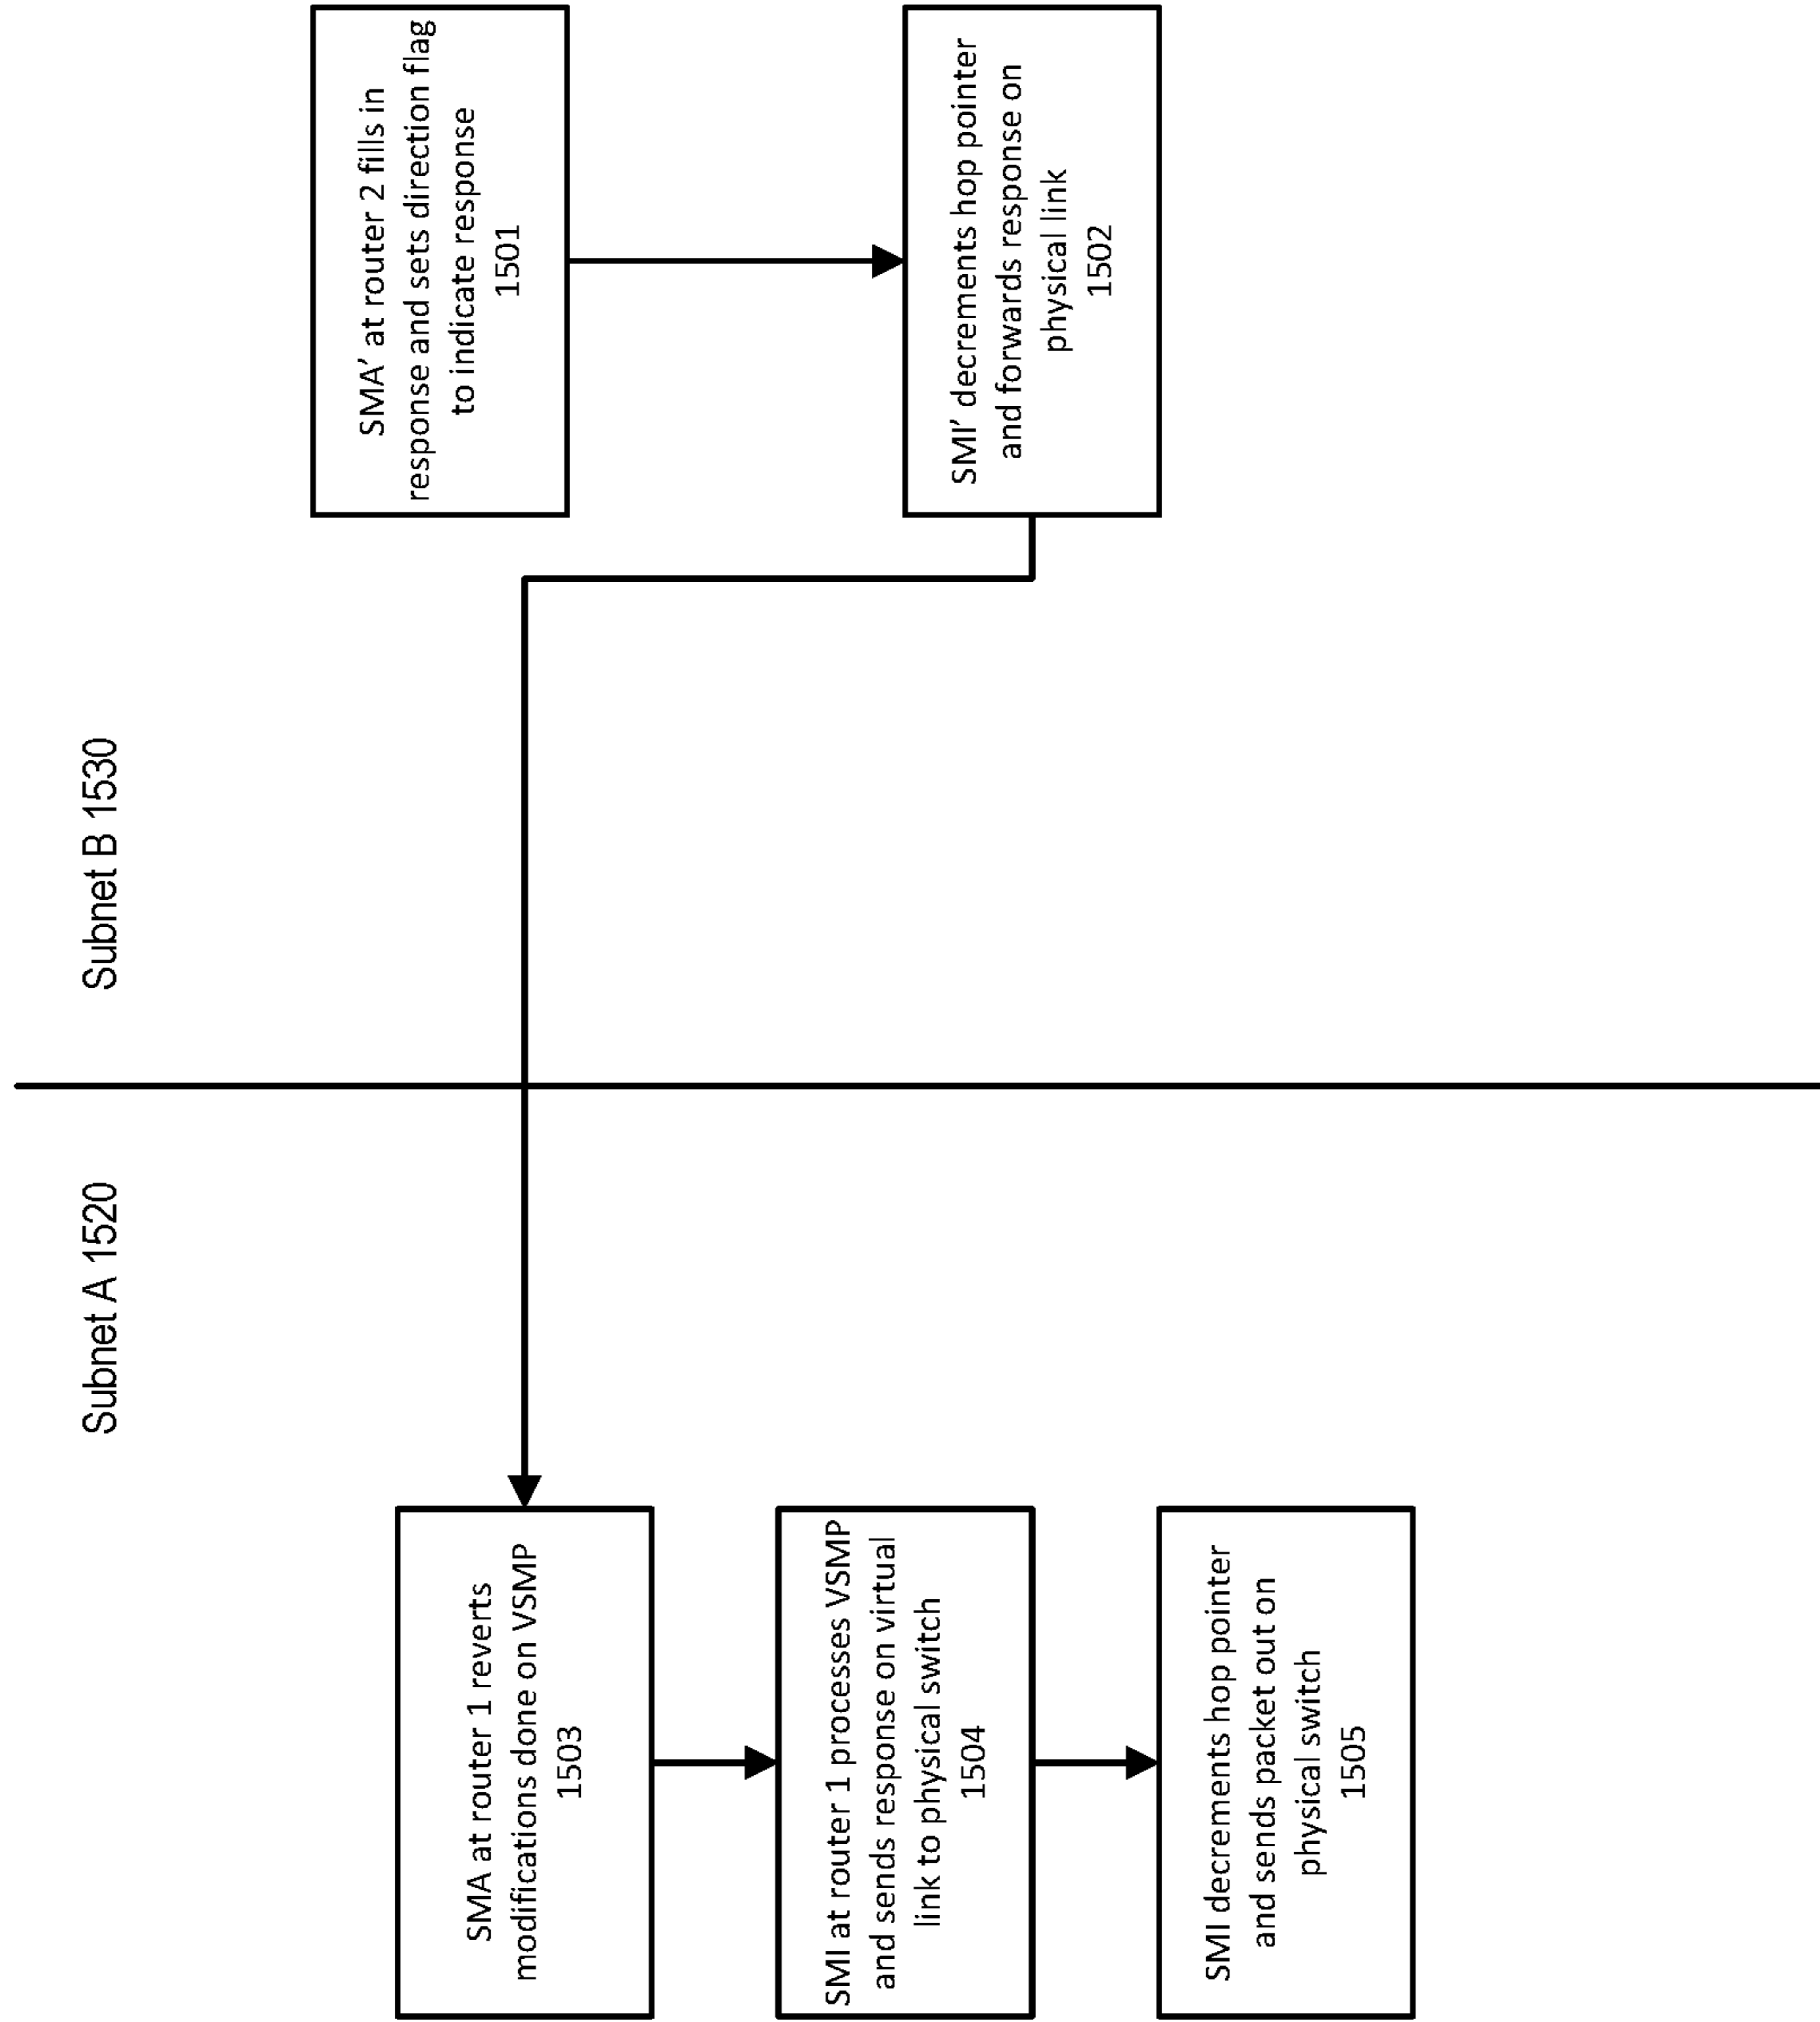 Subnet A 1520
Subnet B 1530
SMA' at router 2 fills in
response and sets direction flag
to indicate response
1501
SMI' decrements hop pointer
and forwards response on
physical link
1502
SMA at router 1 reverts
modifications done on VSMP
1503
SMI at router 1 processes VSMP
and sends response on virtual
link to physical switch
1504
SMI decrements hop pointer
and sends packet out on
physical switch
1505